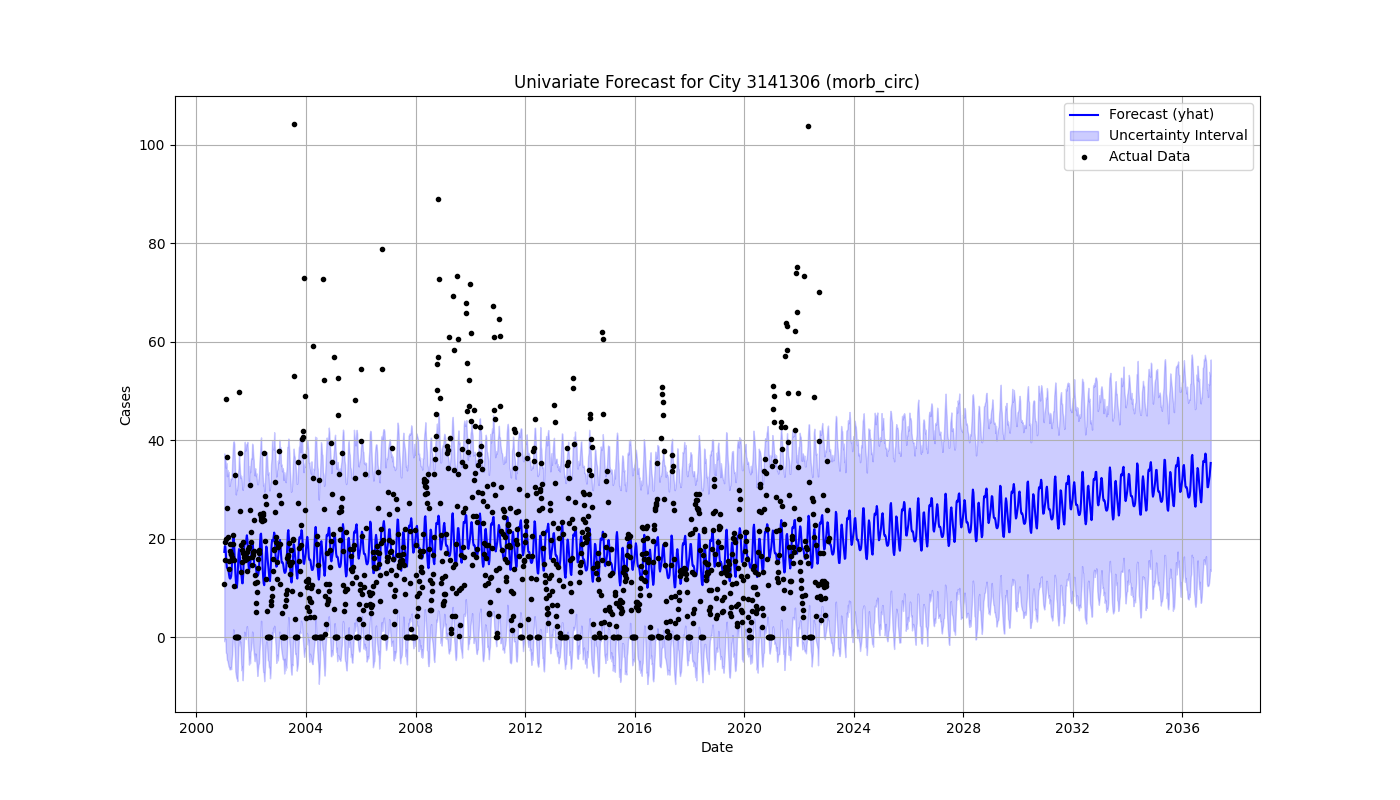 Univariate Forecast for City 3141306 (morb_circ)
Forecast (yhat)
Uncertainty Interval
Actual Data
100
80
60
40
20
0
Cases
2000 2004 2008 2012 2016 2020 2024 2028 2032 2036
Date